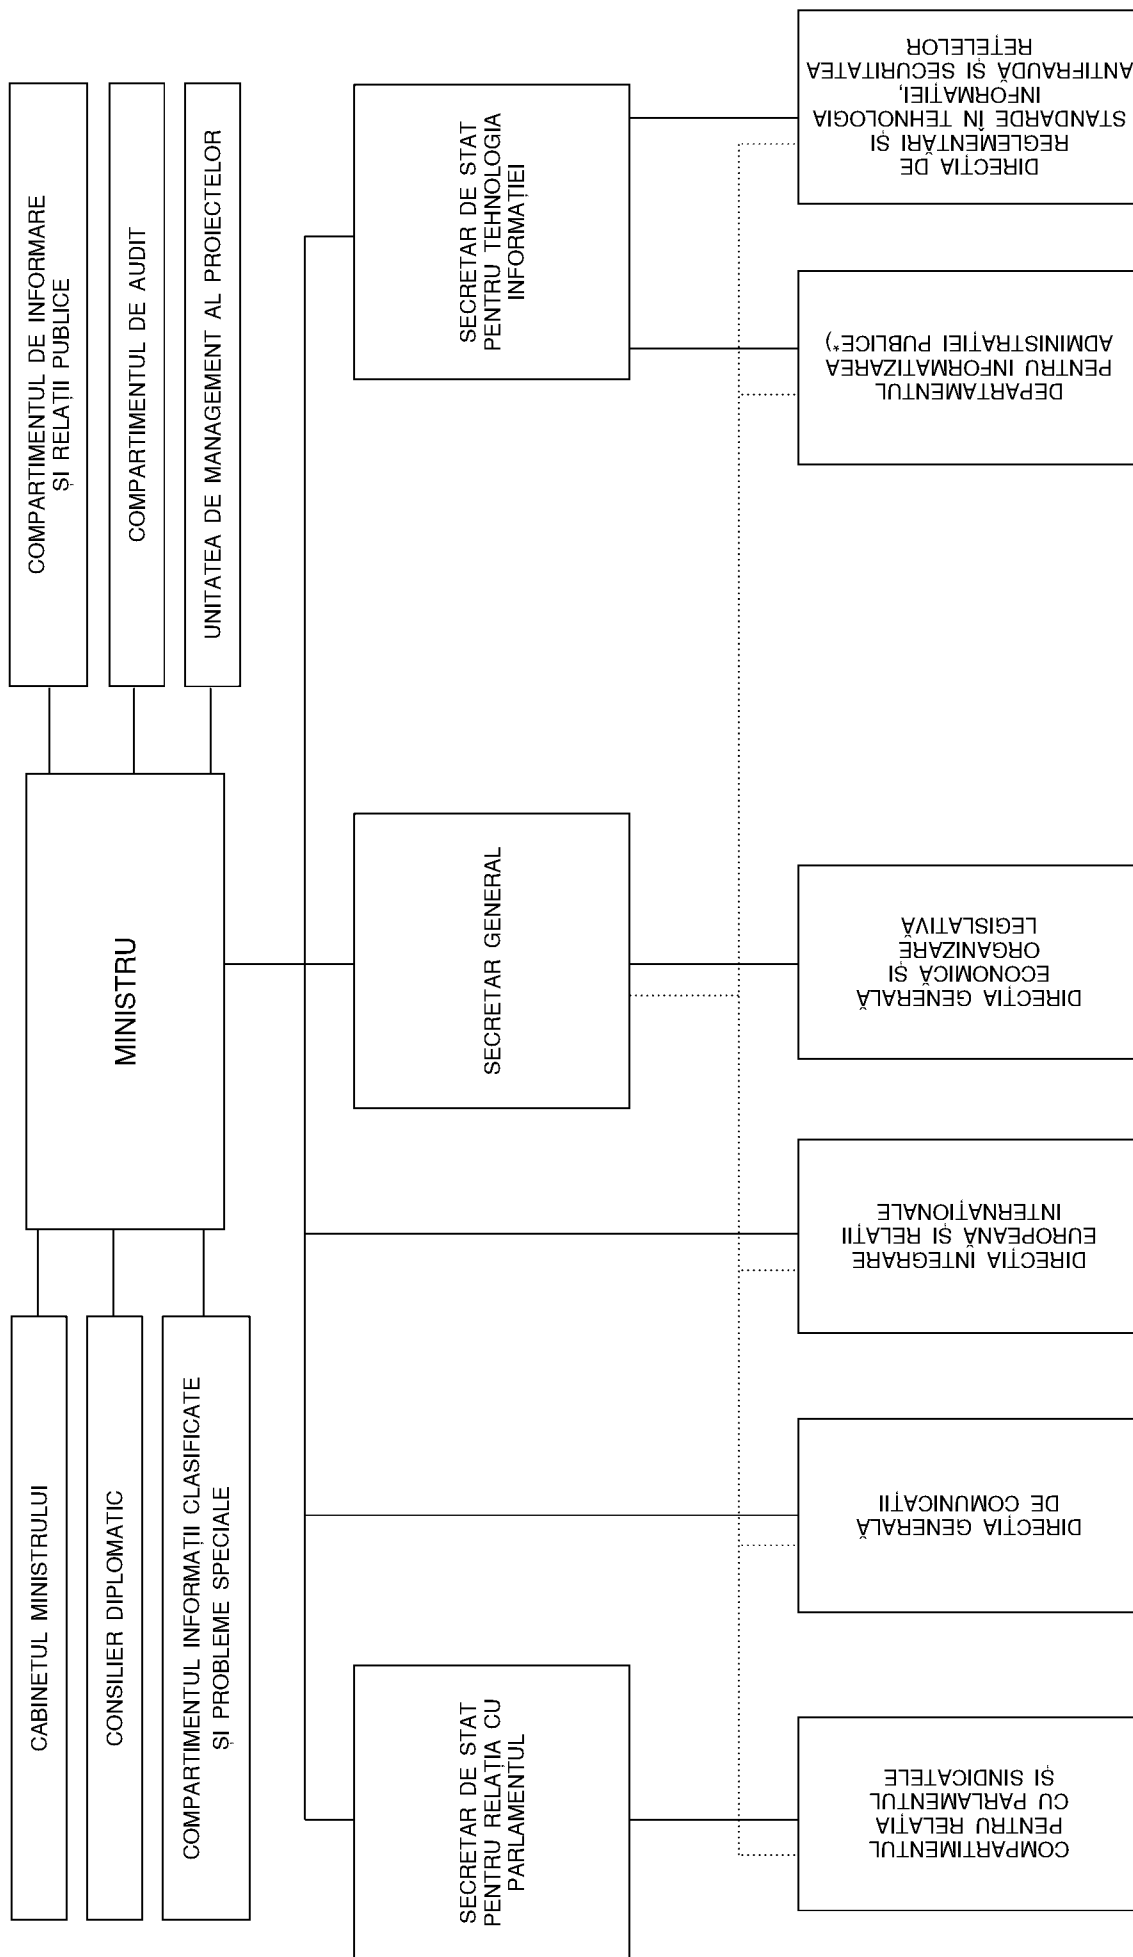 CABINETUL MINISTRULUI
CONSILIER DIPLOMATIC
COMPARTIMENTUL INFORMAȚII CLASIFICATE
ȘI PROBLEME SPECIALE
MINISTRU
COMPARTIMENTUL DE INFORMARE
ȘI RELAȚII PUBLICE
COMPARTIMENTUL DE AUDIT
UNITATEA DE MANAGEMENT AL PROIECTELOR
SECRETAR DE STAT
PENTRU RELAȚIA CU
PARLAMENTUL
SECRETAR GENERAL
SECRETAR DE STAT
PENTRU TEHNOLOGIA
INFORMAȚIEI
COMPARTIMENTUL
PENTRU RELAȚIA
CU PARLAMENTUL
ȘI SINDICATELE
DIRECȚIA GENERALĂ
DE COMUNICAȚII
DIRECȚIA INTEGRARE
EUROPEANĂ ȘI RELAȚII
INTERNAȚIONALE
DIRECȚIA GENERALĂ
ECONOMICĂ ȘI
ORGANIZARE
LEGISLATIVĂ
DEPARTAMENTUL
PENTRU INFORMATIZAREA
ADMINISTRAȚIEI PUBLICE*)
DIRECȚIA DE
REGLEMENTĂRI ȘI
STANDARDE ÎN TEHNOLOGIA
INFORMAȚIEI,
ANTIFRAUDĂ ȘI SECURITATEA
REȚELELOR